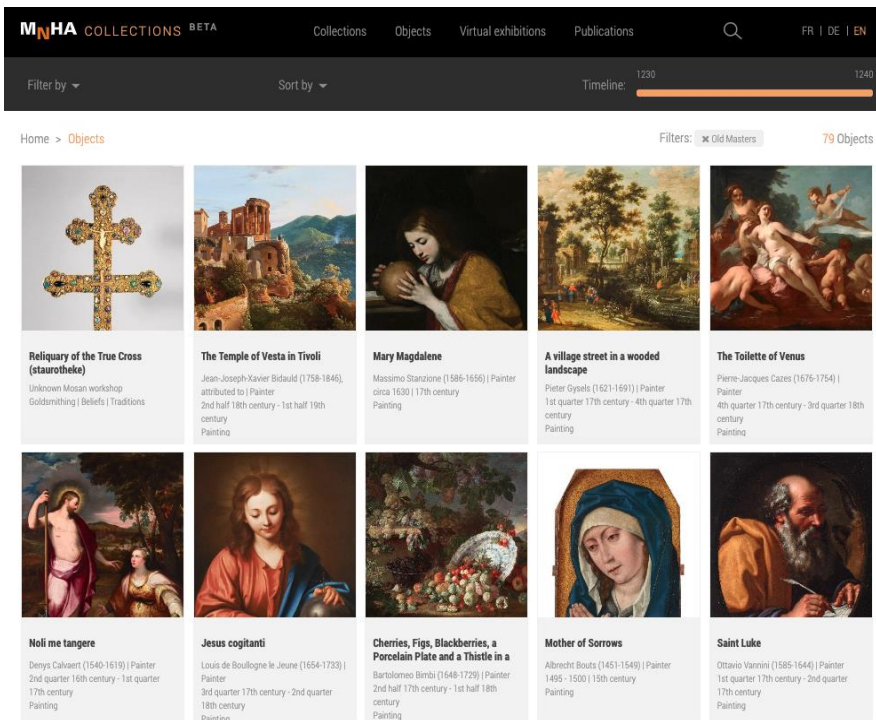 MNHA COLLECTIONS BETA
Collections Objects Virtual exhibitions Publications
FR | DE | EN
Filter by
Sort by
Timeline:
1230 1240
Home > Objects
Filters: × Old Masters
79 Objects
Reliquary of the True Cross
(staurotheke)
Unknown Mosan workshop
Goldsmithing | Beliefs | Traditions
The Temple of Vesta in Tivoli
Jean-Joseph-Xavier Bidauld (1758-1846),
attributed to | Painter
2nd half 18th century - 1st half 19th
century
Painting
Mary Magdalene
Massimo Stanzione (1586-1656) | Painter
circa 1630 | 17th century
Painting
A village street in a wooded
landscape
Pieter Gysels (1621-1691) | Painter
1st quarter 17th century - 4th quarter 17th
century
Painting
The Toilette of Venus
Pierre-Jacques Cazes (1676-1754) |
Painter
4th quarter 17th century - 3rd quarter 18th
century
Painting
Noli me tangere
Denys Calvaert (1540-1619) | Painter
2nd quarter 16th century - 1st quarter
17th century
Painting
Jesus cogitanti
Louis de Boullogne le Jeune (1654-1733) |
Painter
3rd quarter 17th century - 2nd quarter
18th century
Painting
Cherries, Figs, Blackberries, a
Porcelain Plate and a Thistle in a
Bartolomeo Bimbi (1648-1729) | Painter
2nd half 17th century - 1st half 18th
century
Painting
Mother of Sorrows
Albrecht Bouts (1451-1549) | Painter
1495 - 1500 | 15th century
Painting
Saint Luke
Ottavio Vannini (1585-1644) | Painter
1st quarter 17th century - 2nd quarter
17th century
Painting